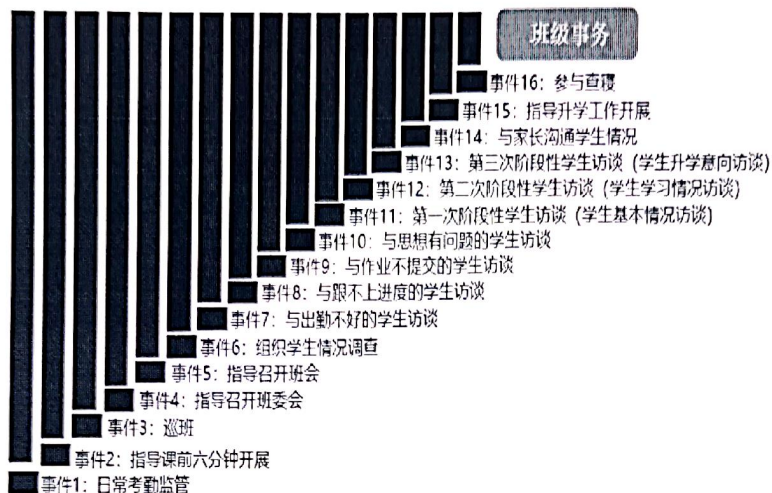 班级事务
事件16：参与查寝
事件15：指导升学工作开展
事件14：与家长沟通学生情况
事件13：第三次阶段性学生访谈（学生升学意向访谈）
事件12：第二次阶段性学生访谈（学生学习情况访谈）
事件11：第一次阶段性学生访谈（学生基本情况访谈）
事件10：与思想有问题的学生访谈
事件9：与作业不提交的学生访谈
事件8：与跟不上进度的学生访谈
事件7：与出勤不好的学生访谈
事件6：组织学生情况调查
事件5：指导召开班会
事件4：指导召开班委会
事件3：巡班
事件2：指导课前六分钟开展
事件1：日常考勤监管